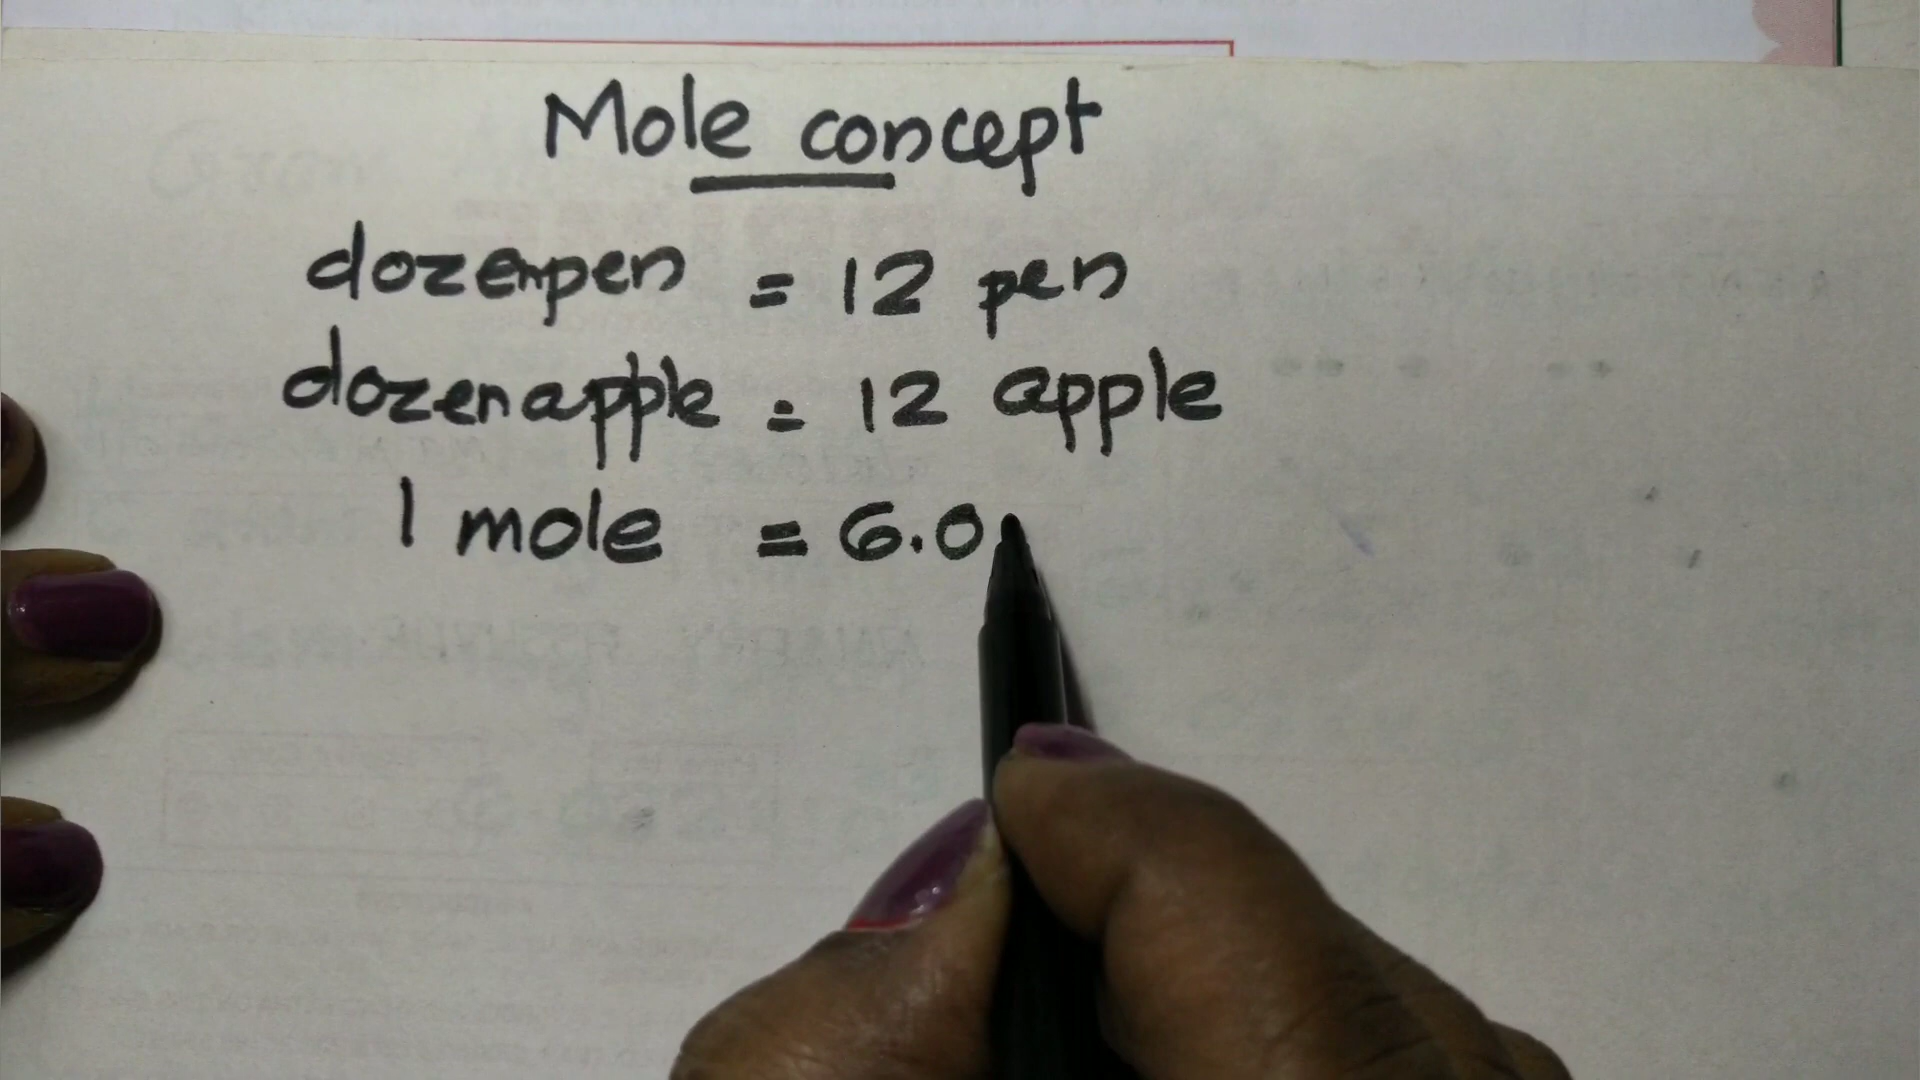 Mole concept
dozenpen = 12 pen
dozenapple = 12 apple
1 mole = 6.0